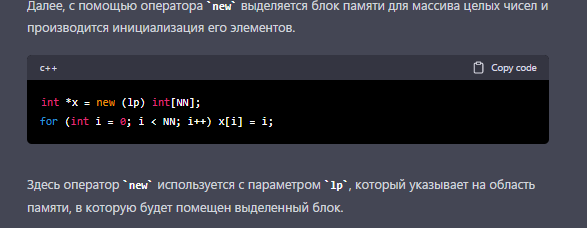 Далее, с помощью оператора `new` выделяется блок памяти для массива целых чисел и
производится инициализация его элементов.
c++
Copy code
int *x = new (lp) int[NN];
for (int i = 0; i < NN; i++) x[i] = i;
Здесь оператор `new` используется с параметром `lp`, который указывает на область
памяти, в которую будет помещен выделенный блок.